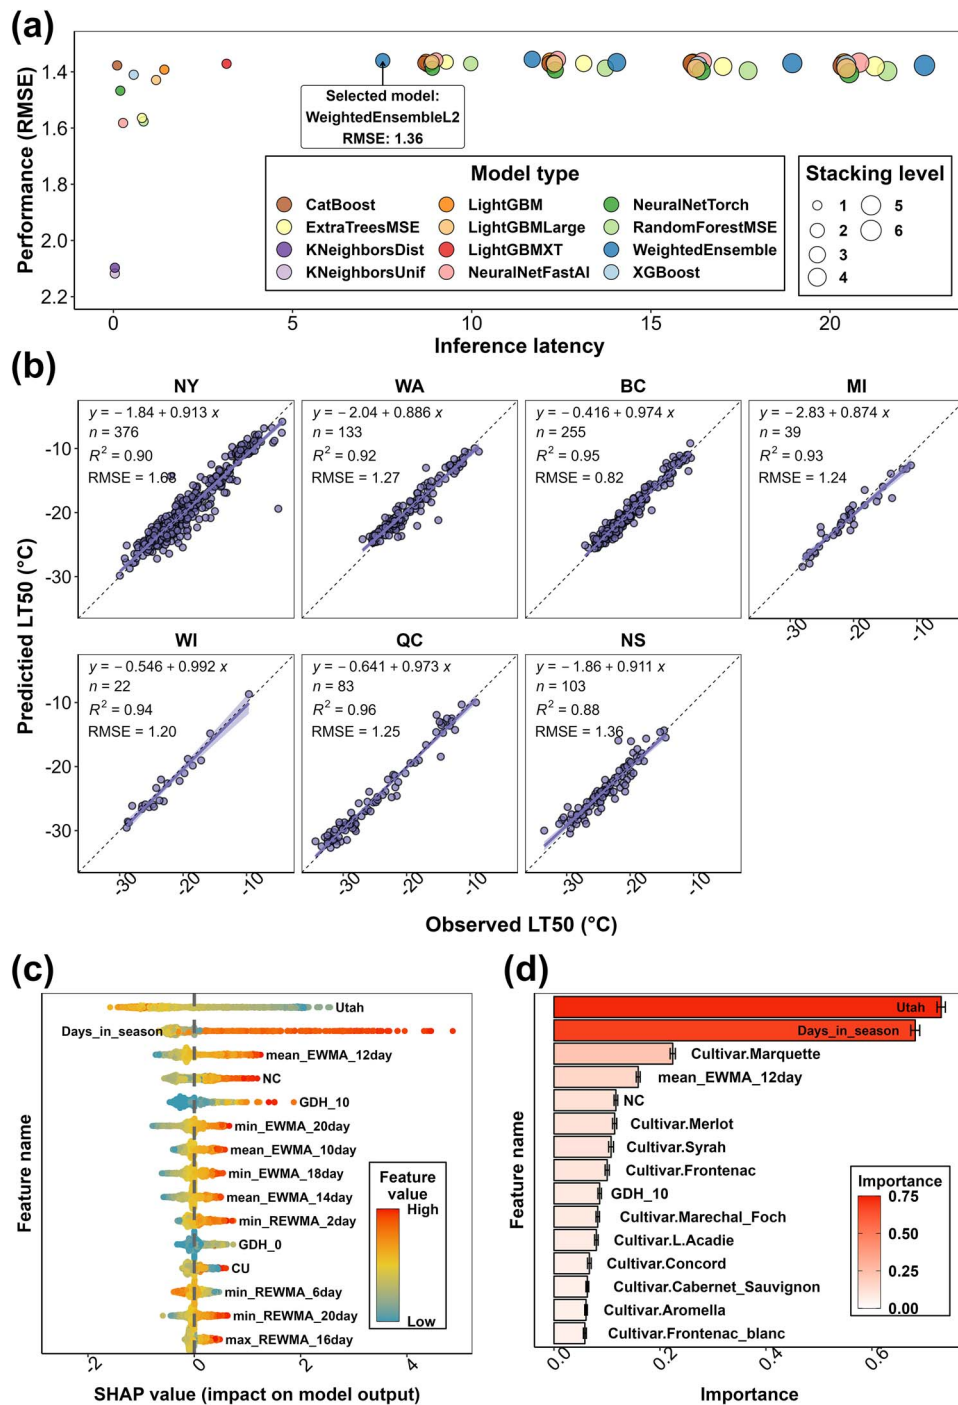 (a)
Performance (RMSE)
1.4
1.6
1.8
2.0
2.2
Selected model:
WeightedEnsembleL2
RMSE: 1.36
Model type
CatBoost
ExtraTreesMSE
KNeighborsDist
KNeighborsUnif
LightGBM
LightGBMLarge
LightGBMXT
NeuralNetFastAI
NeuralNetTorch
RandomForestMSE
WeightedEnsemble
XGBoost
Stacking level
1
2
3
4
5
6
0
5
10
15
20
Inference latency
(b)
Predictied LT50 (°C)
NY
y = − 1.84 + 0.913 x
n = 376
R² = 0.90
RMSE = 1.68
WA
y = − 2.04 + 0.886 x
n = 133
R² = 0.92
RMSE = 1.27
BC
y = − 0.416 + 0.974 x
n = 255
R² = 0.95
RMSE = 0.82
MI
y = − 2.83 + 0.874 x
n = 39
R² = 0.93
RMSE = 1.24
-10
-20
-30
-30
-20
-10
WI
y = − 0.546 + 0.992 x
n = 22
R² = 0.94
RMSE = 1.20
QC
y = − 0.641 + 0.973 x
n = 83
R² = 0.96
RMSE = 1.25
NS
y = − 1.86 + 0.911 x
n = 103
R² = 0.88
RMSE = 1.36
-10
-20
-30
-30
-20
-10
-30
-20
-10
-30
-20
-10
Observed LT50 (°C)
(c)
Feature name
Utah
Days_in_season
mean_EWMA_12day
NC
GDH_10
min_EWMA_20day
mean_EWMA_10day
min_EWMA_18day
mean_EWMA_14day
min_REWMA_2day
GDH_0
CU
min_REWMA_6day
min_REWMA_20day
max_REWMA_16day
Feature
value
High
Low
-2
0
2
4
SHAP value (impact on model output)
(d)
Feature name
Utah
Days_in_season
Cultivar.Marquette
mean_EWMA_12day
NC
Cultivar.Merlot
Cultivar.Syrah
Cultivar.Frontenac
GDH_10
Cultivar.Marechal_Foch
Cultivar.L.Acadie
Cultivar.Concord
Cultivar.Cabernet_Sauvignon
Cultivar.Aromella
Cultivar.Frontenac_blanc
Importance
0.75
0.50
0.25
0.00
0.0
0.2
0.4
0.6
Importance